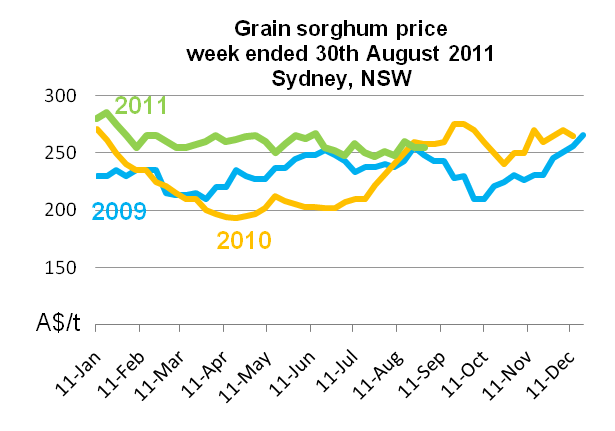 Grain sorghum price
week ended 30th August 2011
Sydney, NSW
300
2011
250
200
2009
2010
150
A$/t
11-Jan
11-Feb
11-Mar
11-Apr
11-May
11-Jun
11-Jul
11-Aug
11-Sep
11-Oct
11-Nov
11-Dec